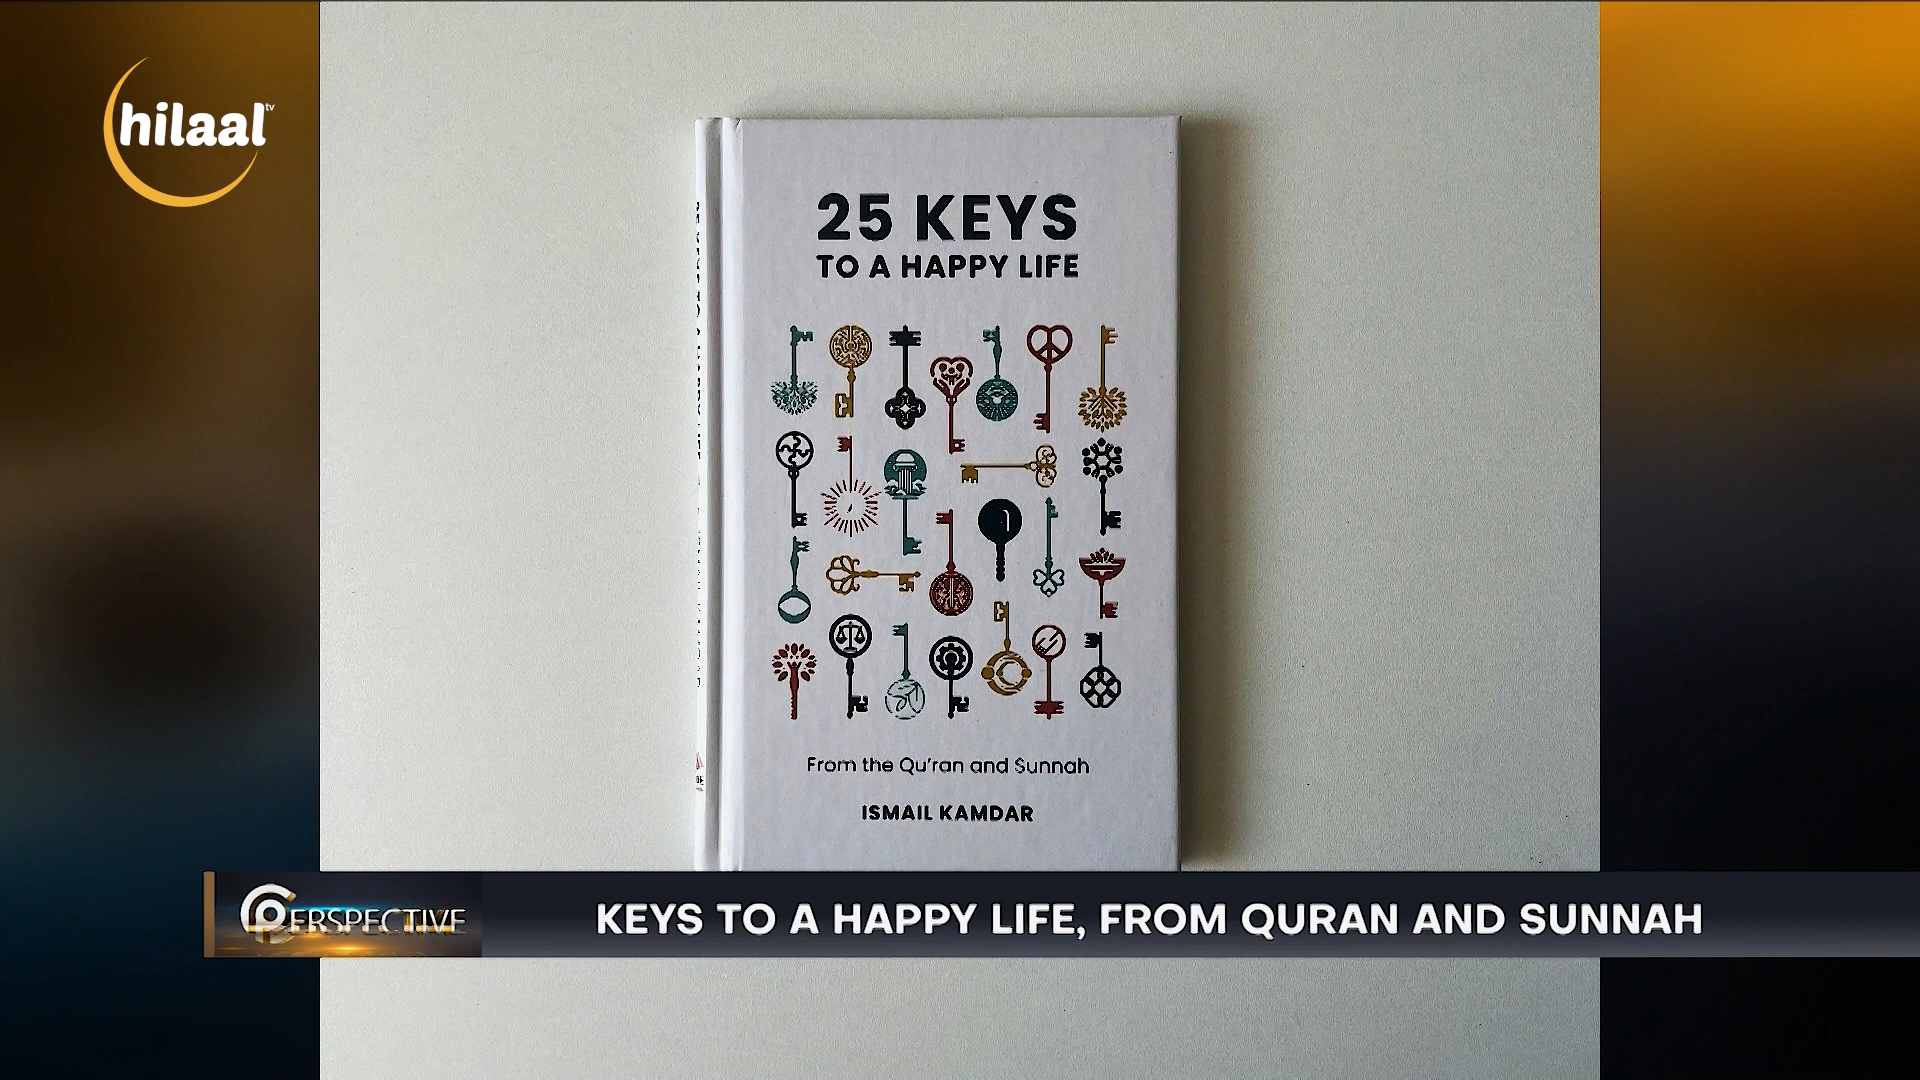 hilaal tv
25 KEYS
TO A HAPPY LIFE
From the Qu'ran and Sunnah
ISMAIL KAMDAR
PERSPECTIVE
KEYS TO A HAPPY LIFE, FROM QURAN AND SUNNAH